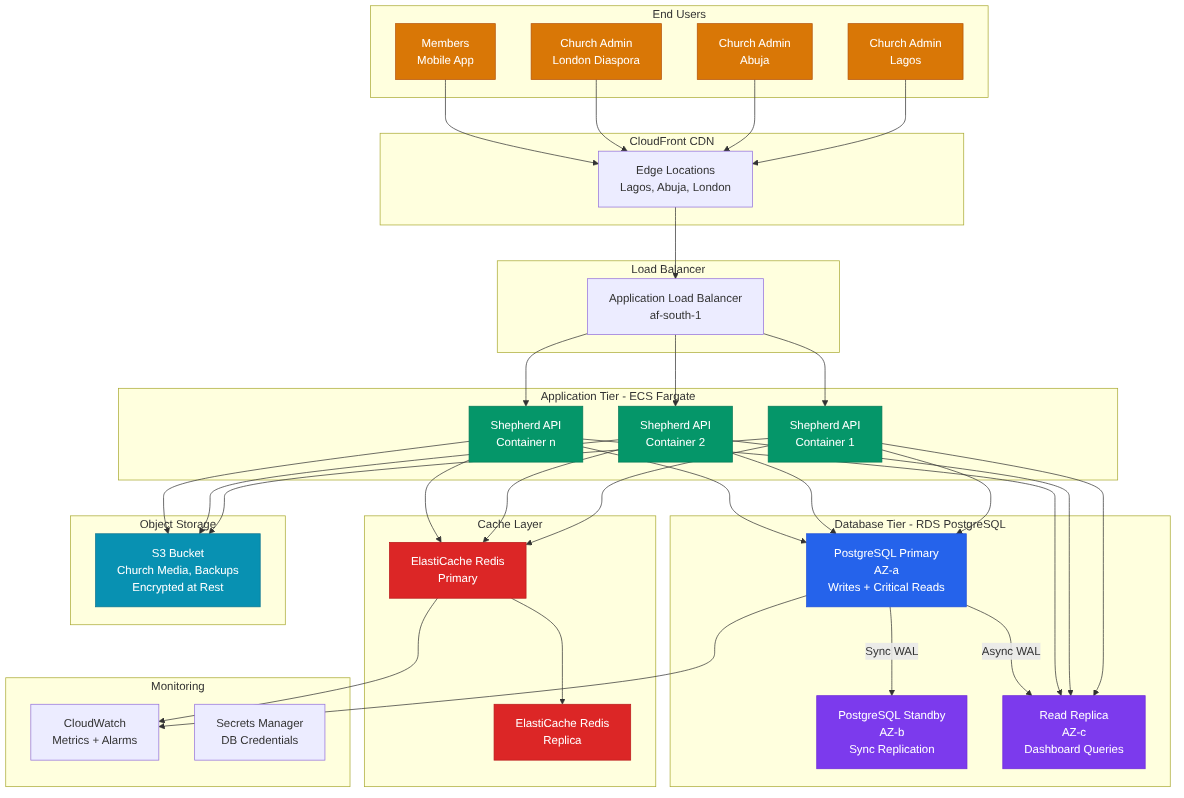 End Users
Members
Mobile App
Church Admin
London Diaspora
Church Admin
Abuja
Church Admin
Lagos
CloudFront CDN
Edge Locations
Lagos, Abuja, London
Load Balancer
Application Load Balancer
af-south-1
Application Tier - ECS Fargate
Shepherd API
Container n
Shepherd API
Container 2
Shepherd API
Container 1
Object Storage
S3 Bucket
Church Media, Backups
Encrypted at Rest
Cache Layer
ElastiCache Redis
Primary
Database Tier - RDS PostgreSQL
PostgreSQL Primary
AZ-a
Writes + Critical Reads
Sync WAL
Async WAL
Monitoring
CloudWatch
Metrics + Alarms
Secrets Manager
DB Credentials
ElastiCache Redis
Replica
PostgreSQL Standby
AZ-b
Sync Replication
Read Replica
AZ-c
Dashboard Queries